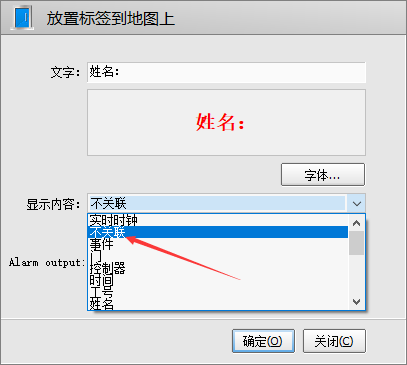 放置标签到地图上
文字: 姓名:
姓名:
字体...
显示内容: 不关联
实时时钟
不关联
事件
门
Alarm output:
控制器
时间
工号
姓名
确定(O) 关闭(C)